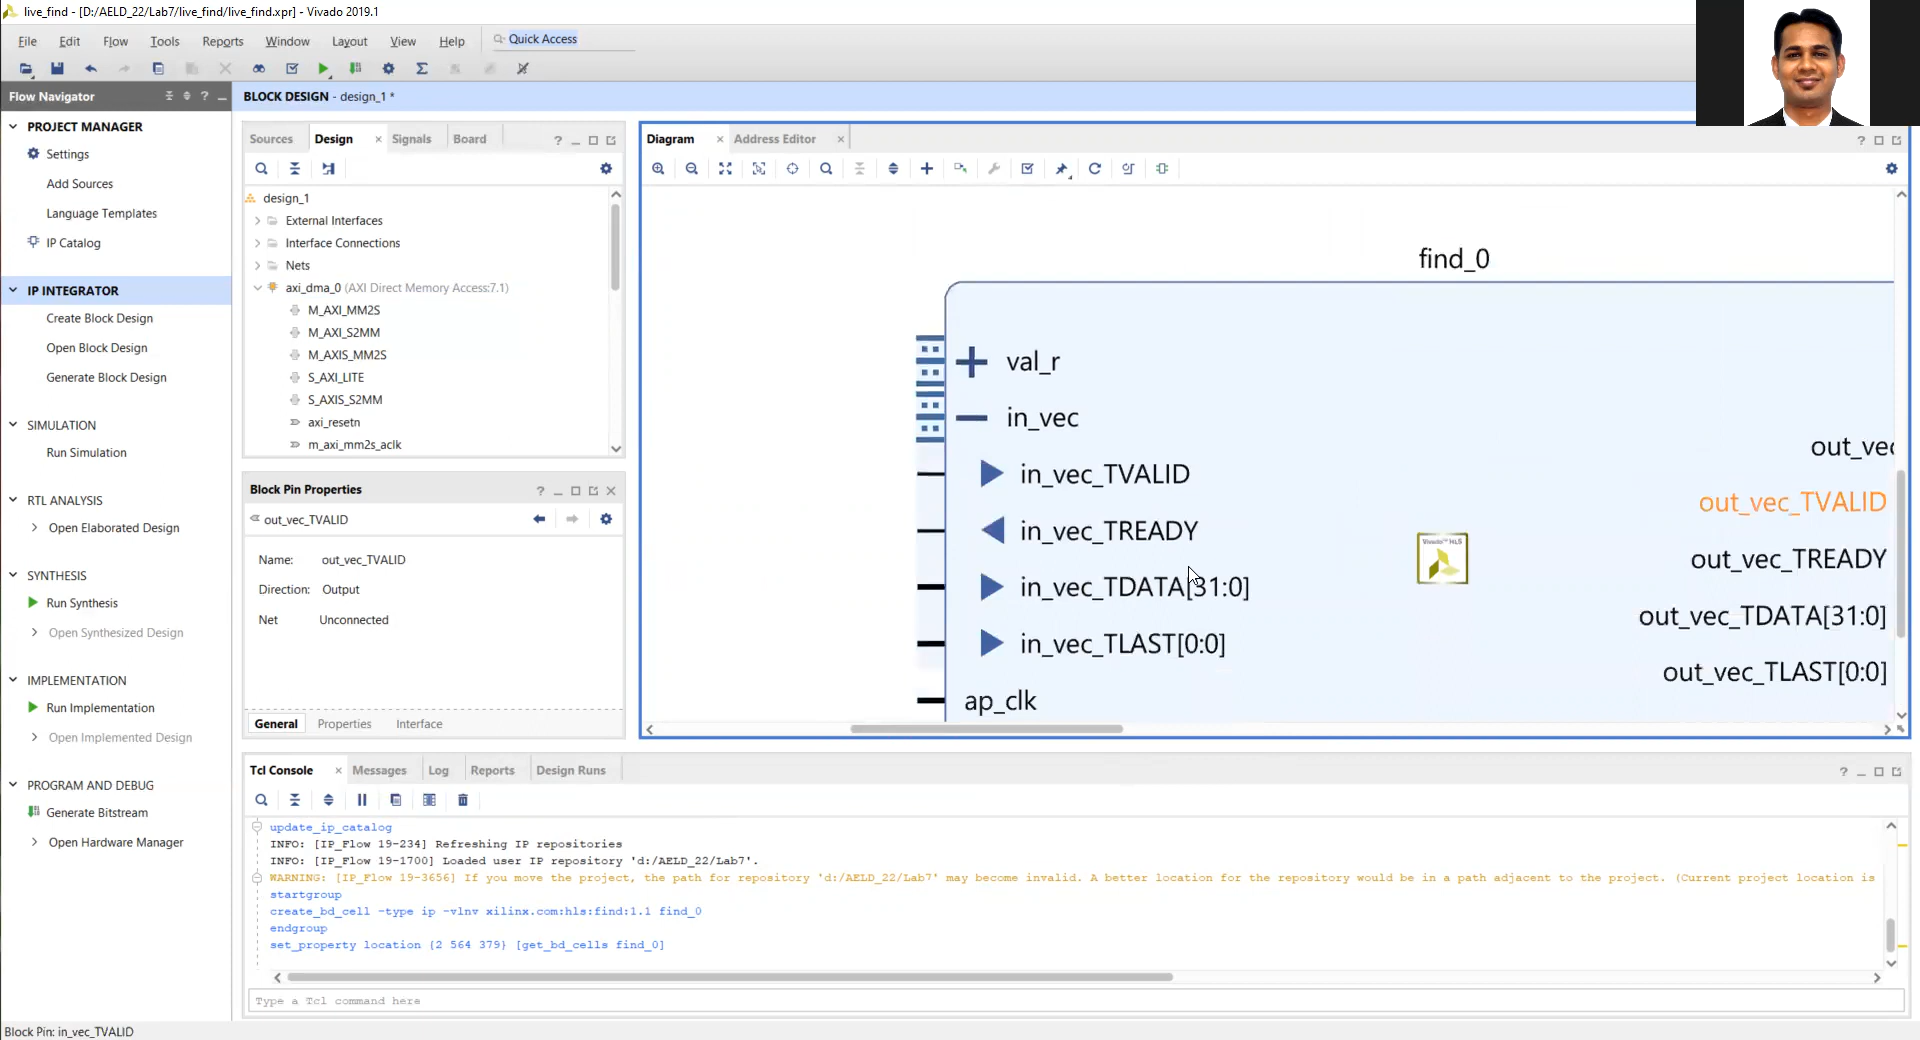 live_find - [D:/AELD_22/Lab7/live_find/live_find.xpr] - Vivado 2019.1
File Edit Flow Tools Reports Window Layout View Help Quick Access
Flow Navigator
PROJECT MANAGER
Settings
Add Sources
Language Templates
IP Catalog
IP INTEGRATOR
Create Block Design
Open Block Design
Generate Block Design
SIMULATION
Run Simulation
RTL ANALYSIS
Open Elaborated Design
SYNTHESIS
Run Synthesis
Open Synthesized Design
IMPLEMENTATION
Run Implementation
Open Implemented Design
PROGRAM AND DEBUG
Generate Bitstream
Open Hardware Manager
BLOCK DESIGN - design_1 *
Sources Design Signals Board
design_1
External Interfaces
Interface Connections
Nets
axi_dma_0 (AXI Direct Memory Access:7.1)
M_AXI_MM2S
M_AXI_S2MM
M_AXIS_MM2S
S_AXI_LITE
S_AXIS_S2MM
axi_resetn
m_axi_mm2s_aclk
Block Pin Properties
out_vec_TVALID
Name: out_vec_TVALID
Direction: Output
Net Unconnected
General Properties Interface
Diagram Address Editor
find_0
val_r
in_vec
in_vec_TVALID
in_vec_TREADY
in_vec_TDATA[31:0]
in_vec_TLAST[0:0]
ap_clk
Vivado™ HLS
out_vec
out_vec_TVALID
out_vec_TREADY
out_vec_TDATA[31:0]
out_vec_TLAST[0:0]
Tcl Console Messages Log Reports Design Runs
update_ip_catalog
INFO: [IP_Flow 19-234] Refreshing IP repositories
INFO: [IP_Flow 19-1700] Loaded user IP repository 'd:/AELD_22/Lab7'.
WARNING: [IP_Flow 19-3656] If you move the project, the path for repository 'd:/AELD_22/Lab7' may become invalid. A better location for the repository would be in a path adjacent to the project. (Current project location is
startgroup
create_bd_cell -type ip -vlnv xilinx.com:hls:find:1.1 find_0
endgroup
set_property location {2 564 379} [get_bd_cells find_0]
Type a Tcl command here
Block Pin: in_vec_TVALID